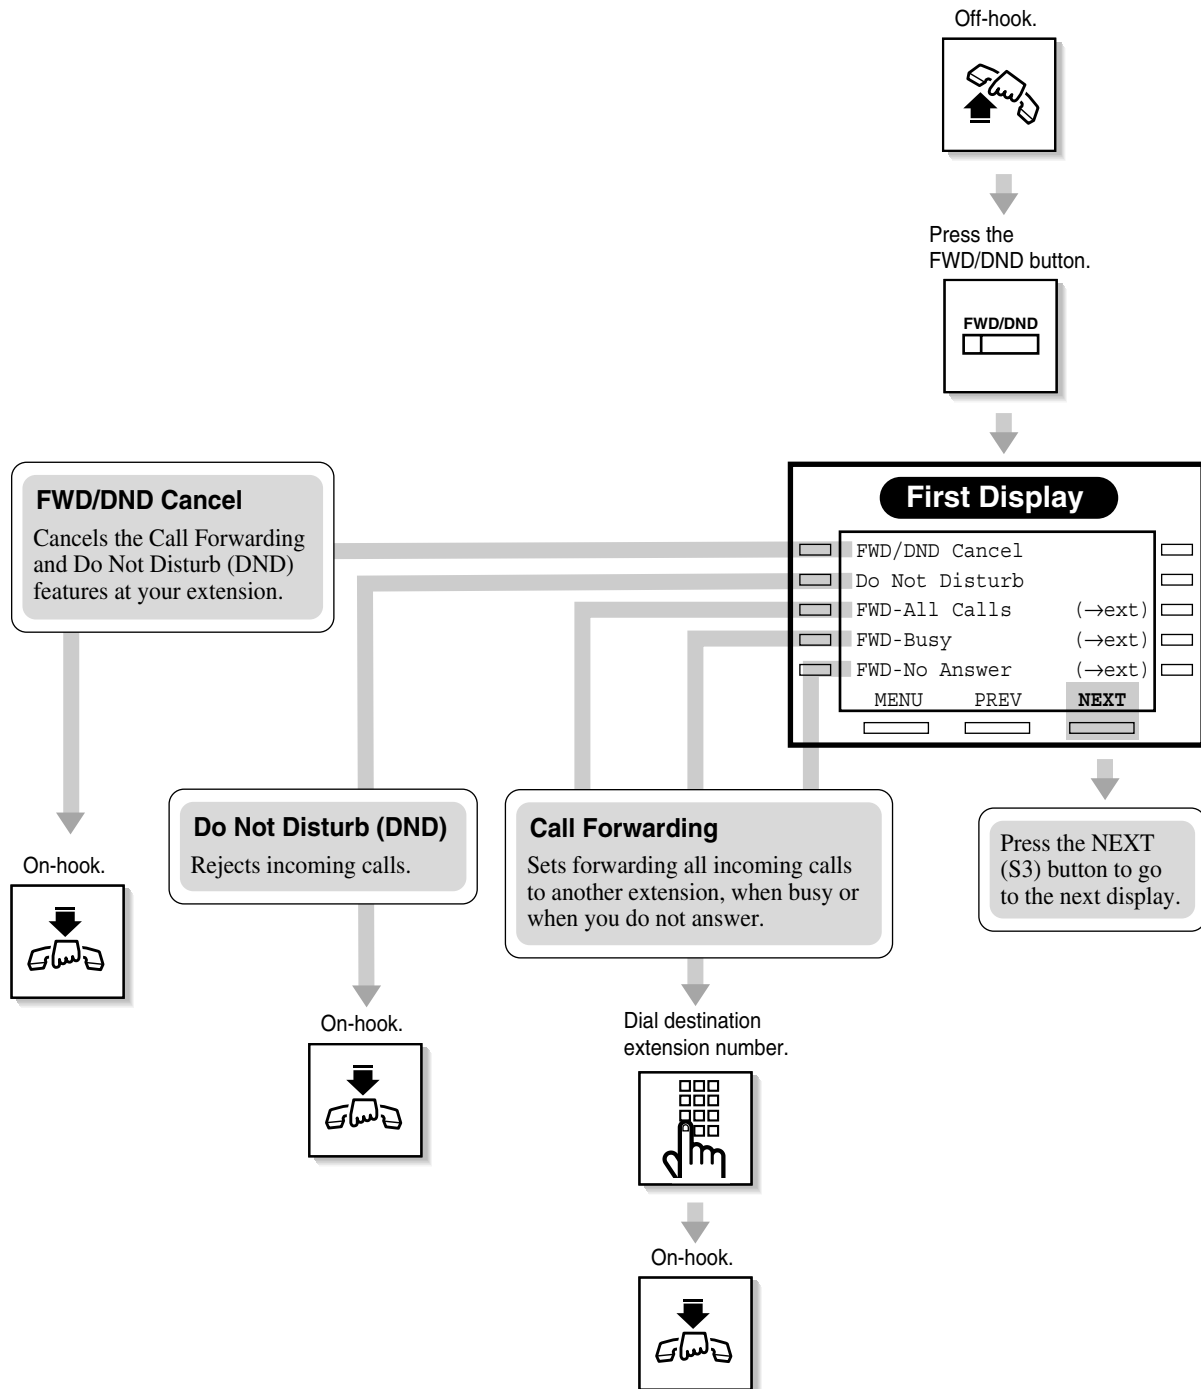 Off-hook.
Press the
FWD/DND button.
FWD/DND
First Display
FWD/DND Cancel
Do Not Disturb
FWD-All Calls (→ext)
FWD-Busy (→ext)
FWD-No Answer (→ext)
MENU PREV NEXT
FWD/DND Cancel
Cancels the Call Forwarding
and Do Not Disturb (DND)
features at your extension.
On-hook.
Do Not Disturb (DND)
Rejects incoming calls.
On-hook.
Call Forwarding
Sets forwarding all incoming calls
to another extension, when busy or
when you do not answer.
Dial destination
extension number.
On-hook.
Press the NEXT
(S3) button to go
to the next display.